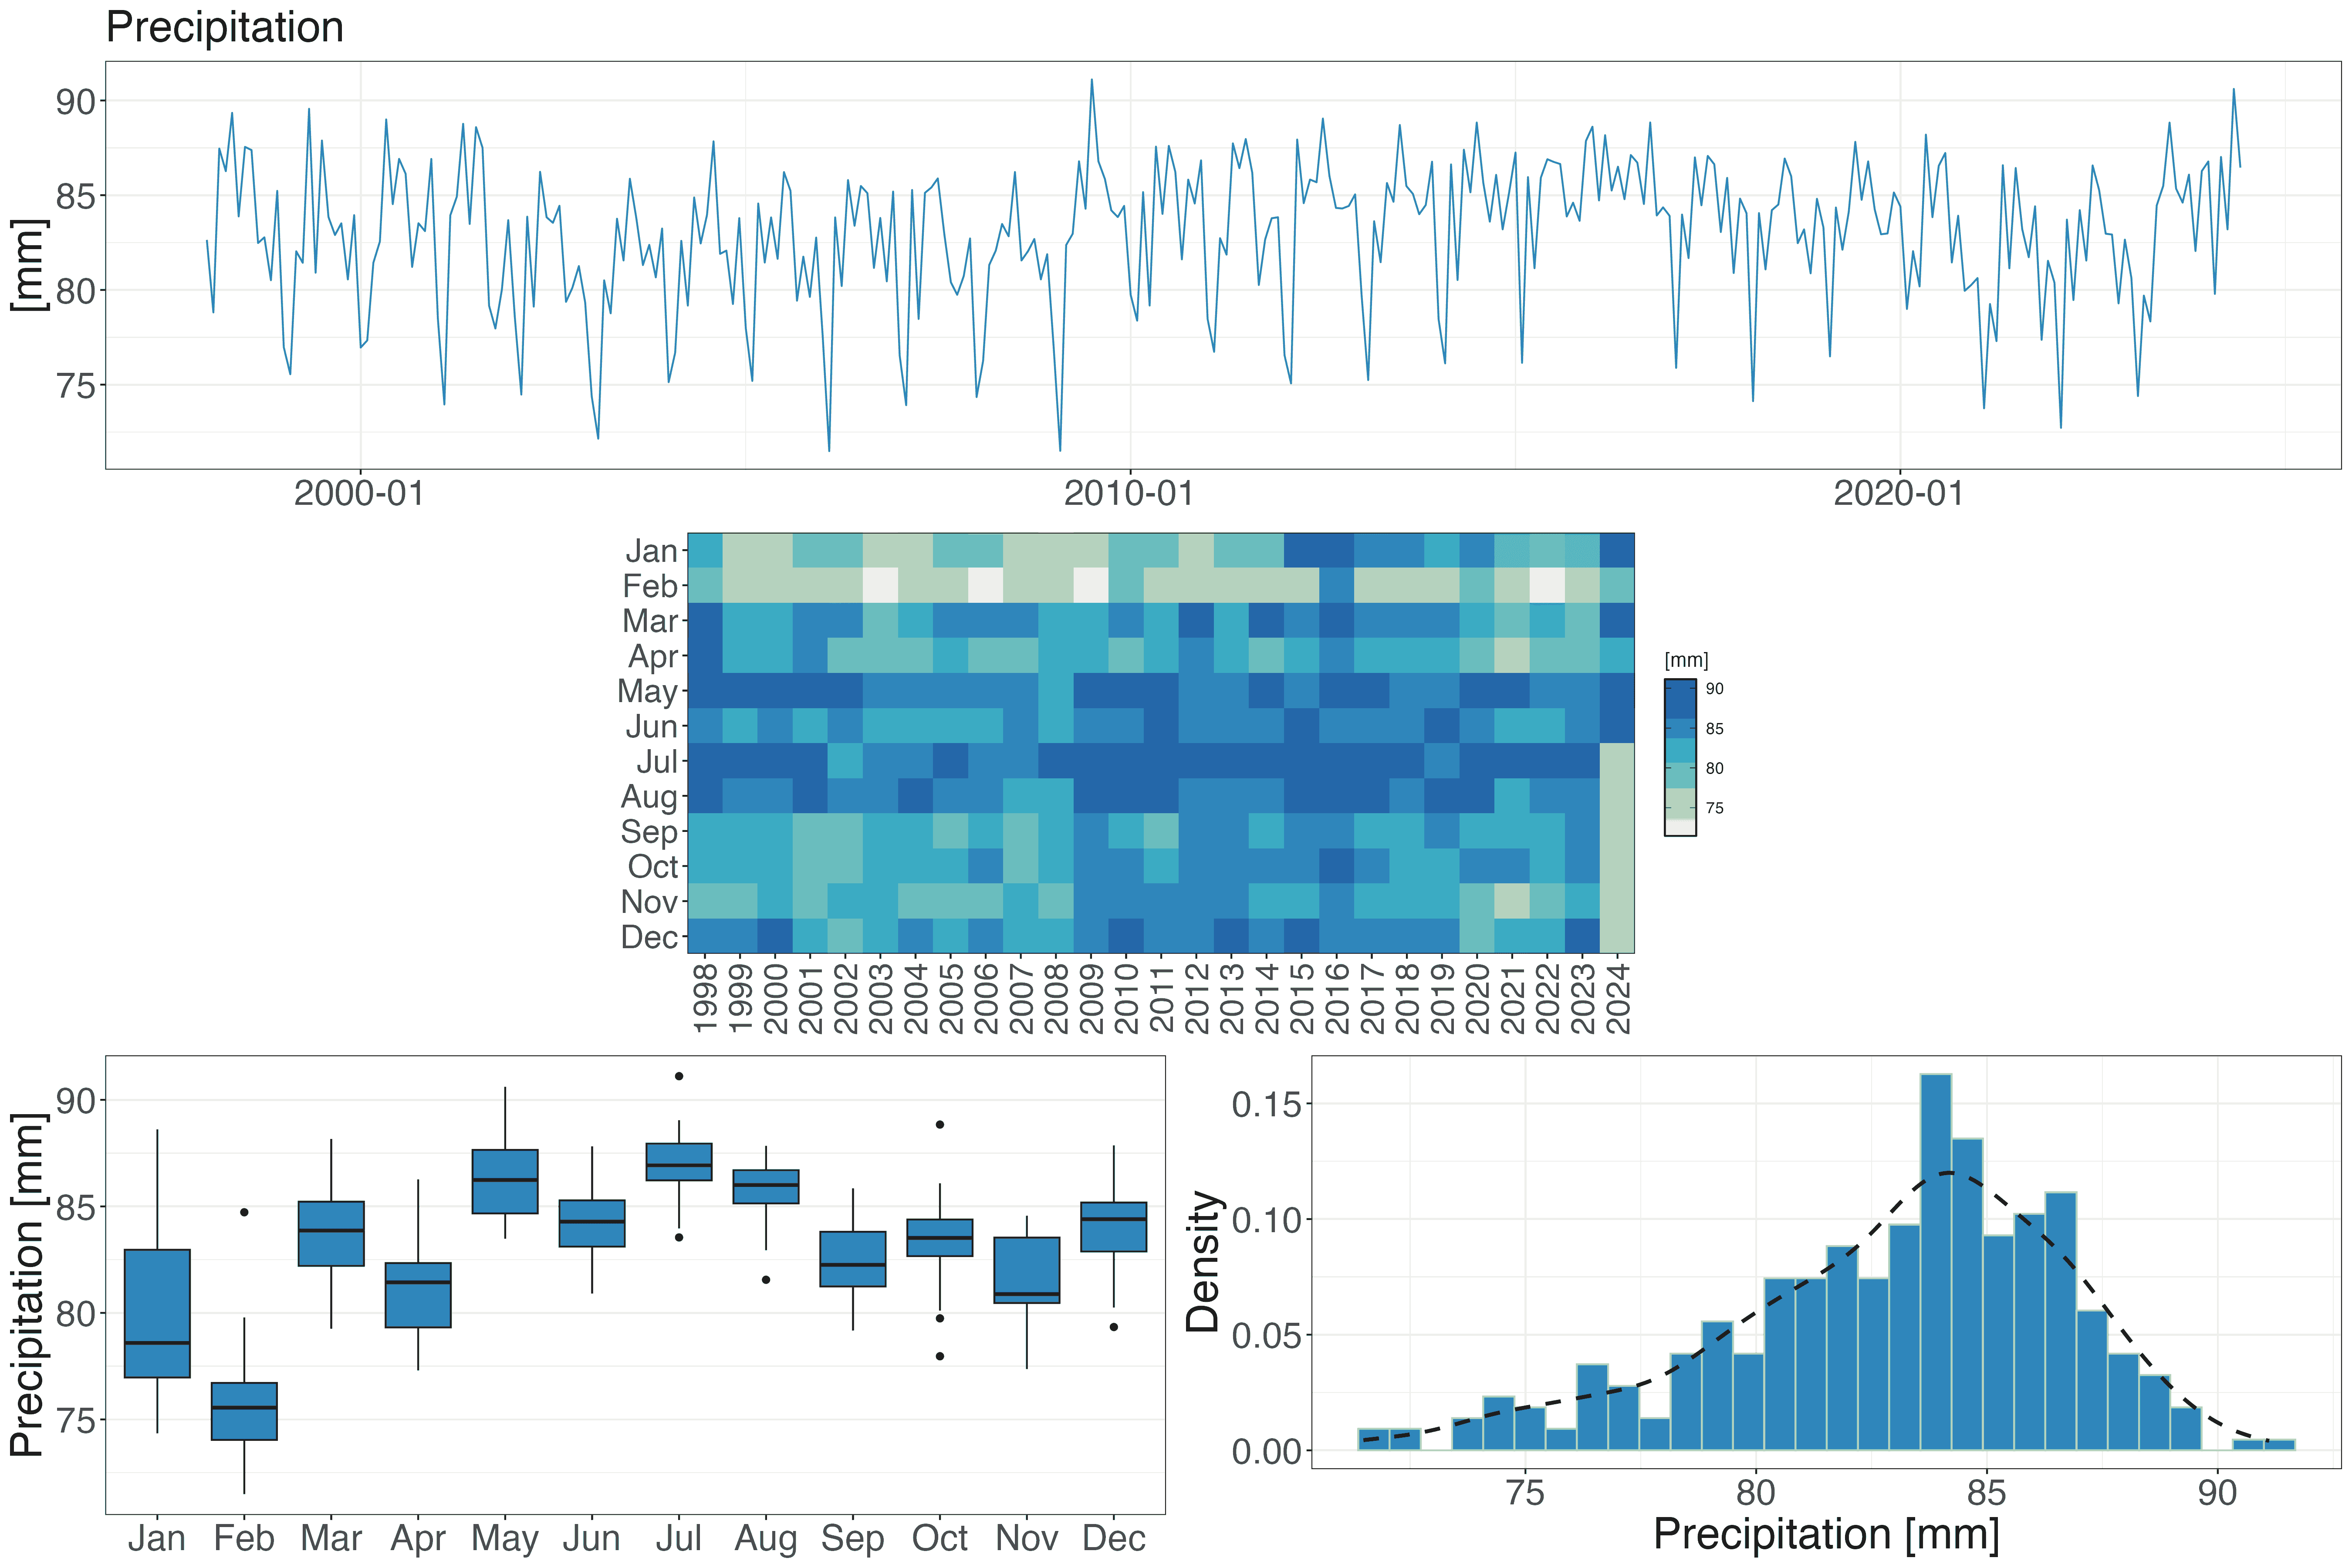 Precipitation
[mm]
90
85
80
75
2000-01
2010-01
2020-01
Jan
Feb
Mar
Apr
May
Jun
Jul
Aug
Sep
Oct
Nov
Dec
1998
1999
2000
2001
2002
2003
2004
2005
2006
2007
2008
2009
2010
2011
2012
2013
2014
2015
2016
2017
2018
2019
2020
2021
2022
2023
2024
[mm]
90
85
80
75
Precipitation [mm]
90
85
80
75
Jan Feb Mar Apr May Jun Jul Aug Sep Oct Nov Dec
Density
0.15
0.10
0.05
0.00
75 80 85 90
Precipitation [mm]